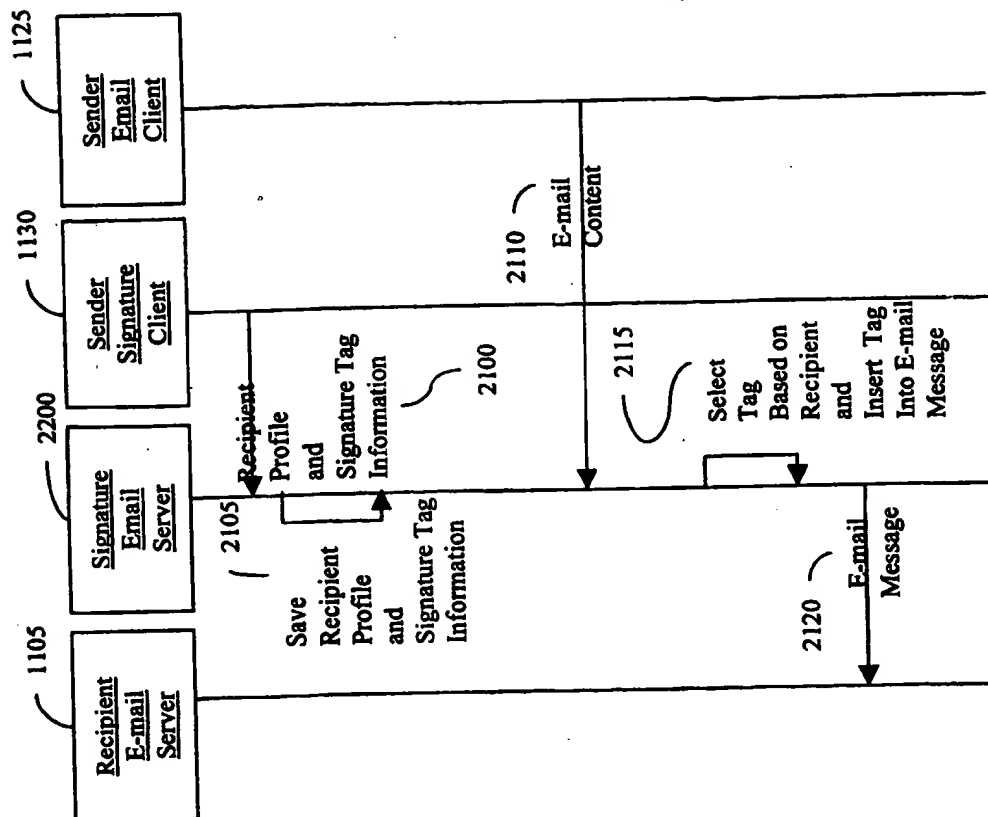 1105
2200
1130
1125
Recipient
E-mail
Server
Signature
Email
Server
Sender
Signature
Client
Sender
Email
Client
2105
Save
Recipient
Profile
and
Signature Tag
Information
Recipient
Profile
and
Signature Tag
Information
2100
2110
E-mail
Content
2115
Select
Tag
Based on
Recipient
and
Insert Tag
Into E-mail
Message
2120
E-mail
Message